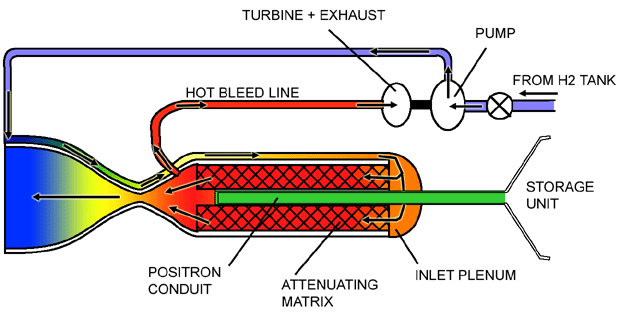 TURBINE + EXHAUST
PUMP
FROM H2 TANK
HOT BLEED LINE
STORAGE
UNIT
POSITRON
CONDUIT
ATTENUATING
MATRIX
INLET PLENUM